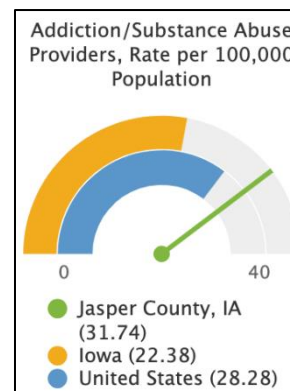 Addiction/Substance Abuse
Providers, Rate per 100,000
Population
0 40
Jasper County, IA
(31.74)
Iowa (22.38)
United States (28.28)